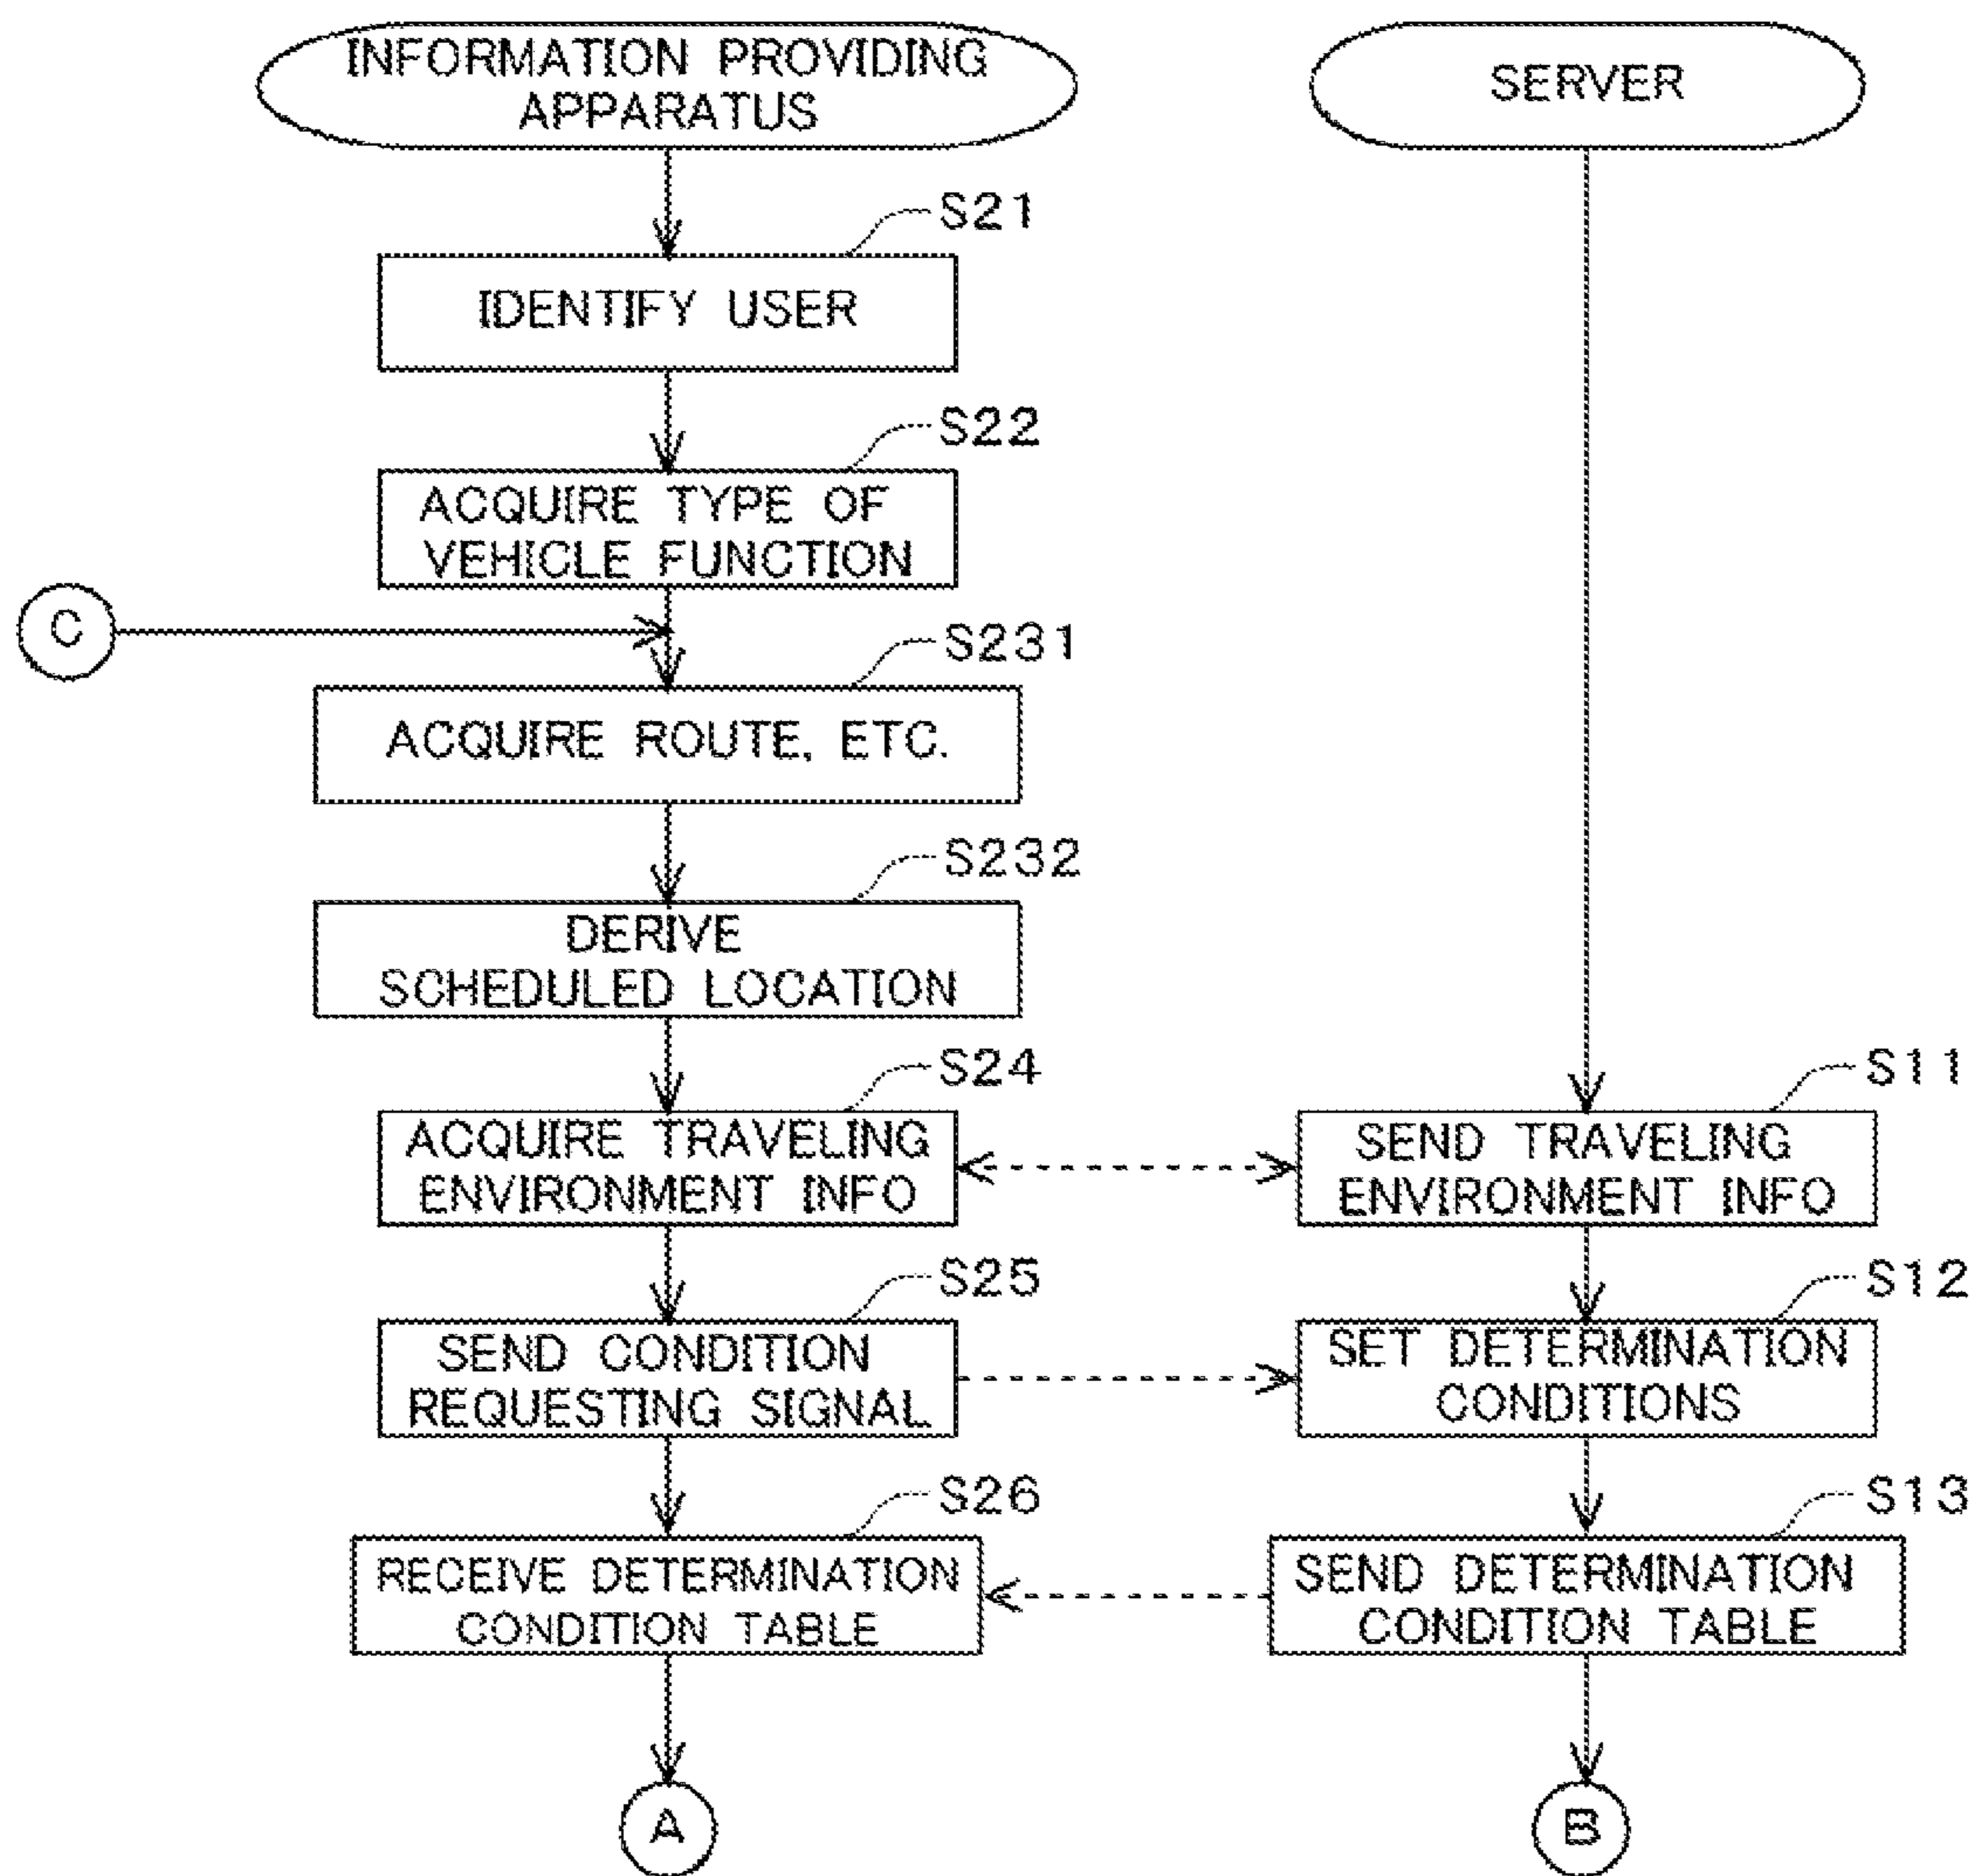 INFORMATION PROVIDING
APPARATUS
SERVER
S21
IDENTIFY USER
S22
ACQUIRE TYPE OF
VEHICLE FUNCTION
C
S231
ACQUIRE ROUTE, ETC.
S232
DERIVE
SCHEDULED LOCATION
S24
ACQUIRE TRAVELING
ENVIRONMENT INFO
S11
SEND TRAVELING
ENVIRONMENT INFO
S25
SEND CONDITION
REQUESTING SIGNAL
S12
SET DETERMINATION
CONDITIONS
S26
RECEIVE DETERMINATION
CONDITION TABLE
S13
SEND DETERMINATION
CONDITION TABLE
A
B